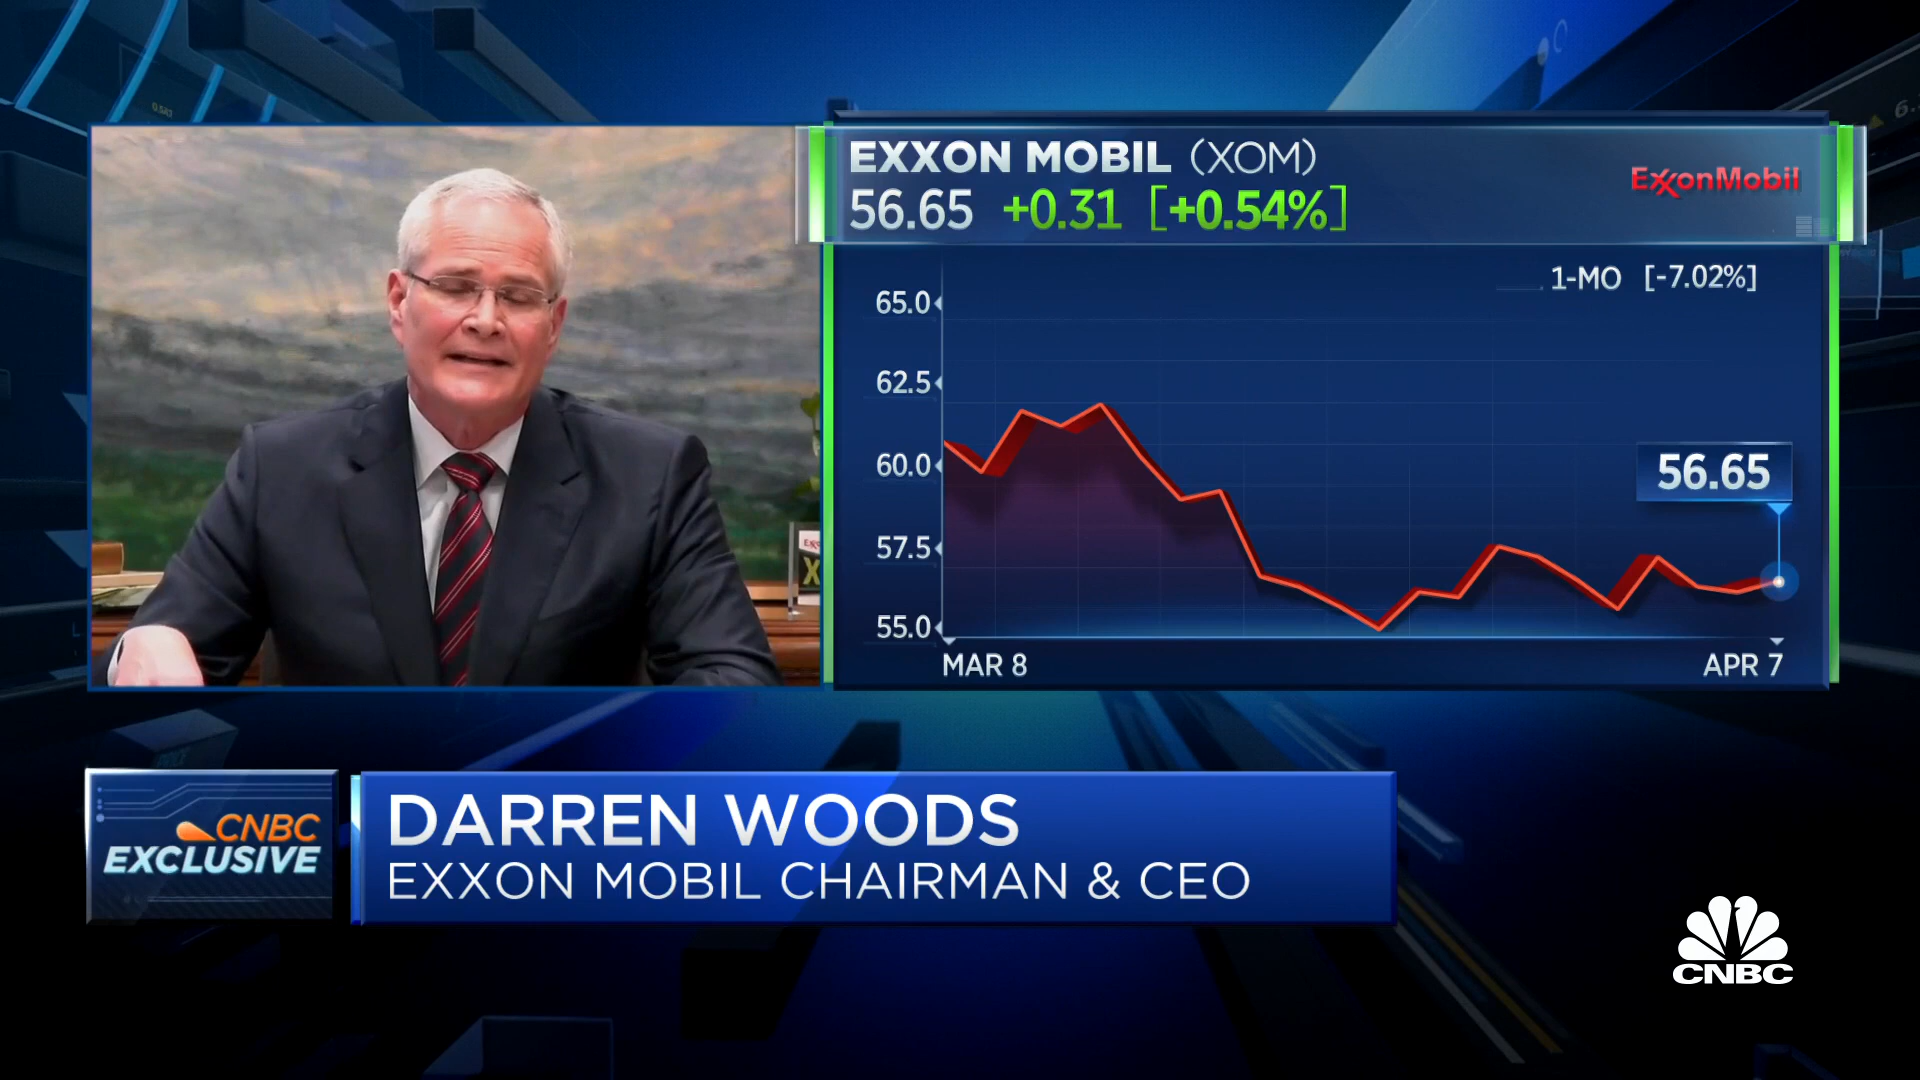 EXXON MOBIL (XOM)
56.65 +0.31 [+0.54%]
ExxonMobil
1-MO [-7.02%]
65.0
62.5
60.0
57.5
55.0
56.65
MAR 8
APR 7
CNBC
EXCLUSIVE
DARREN WOODS
EXXON MOBIL CHAIRMAN & CEO
CNBC
0.583